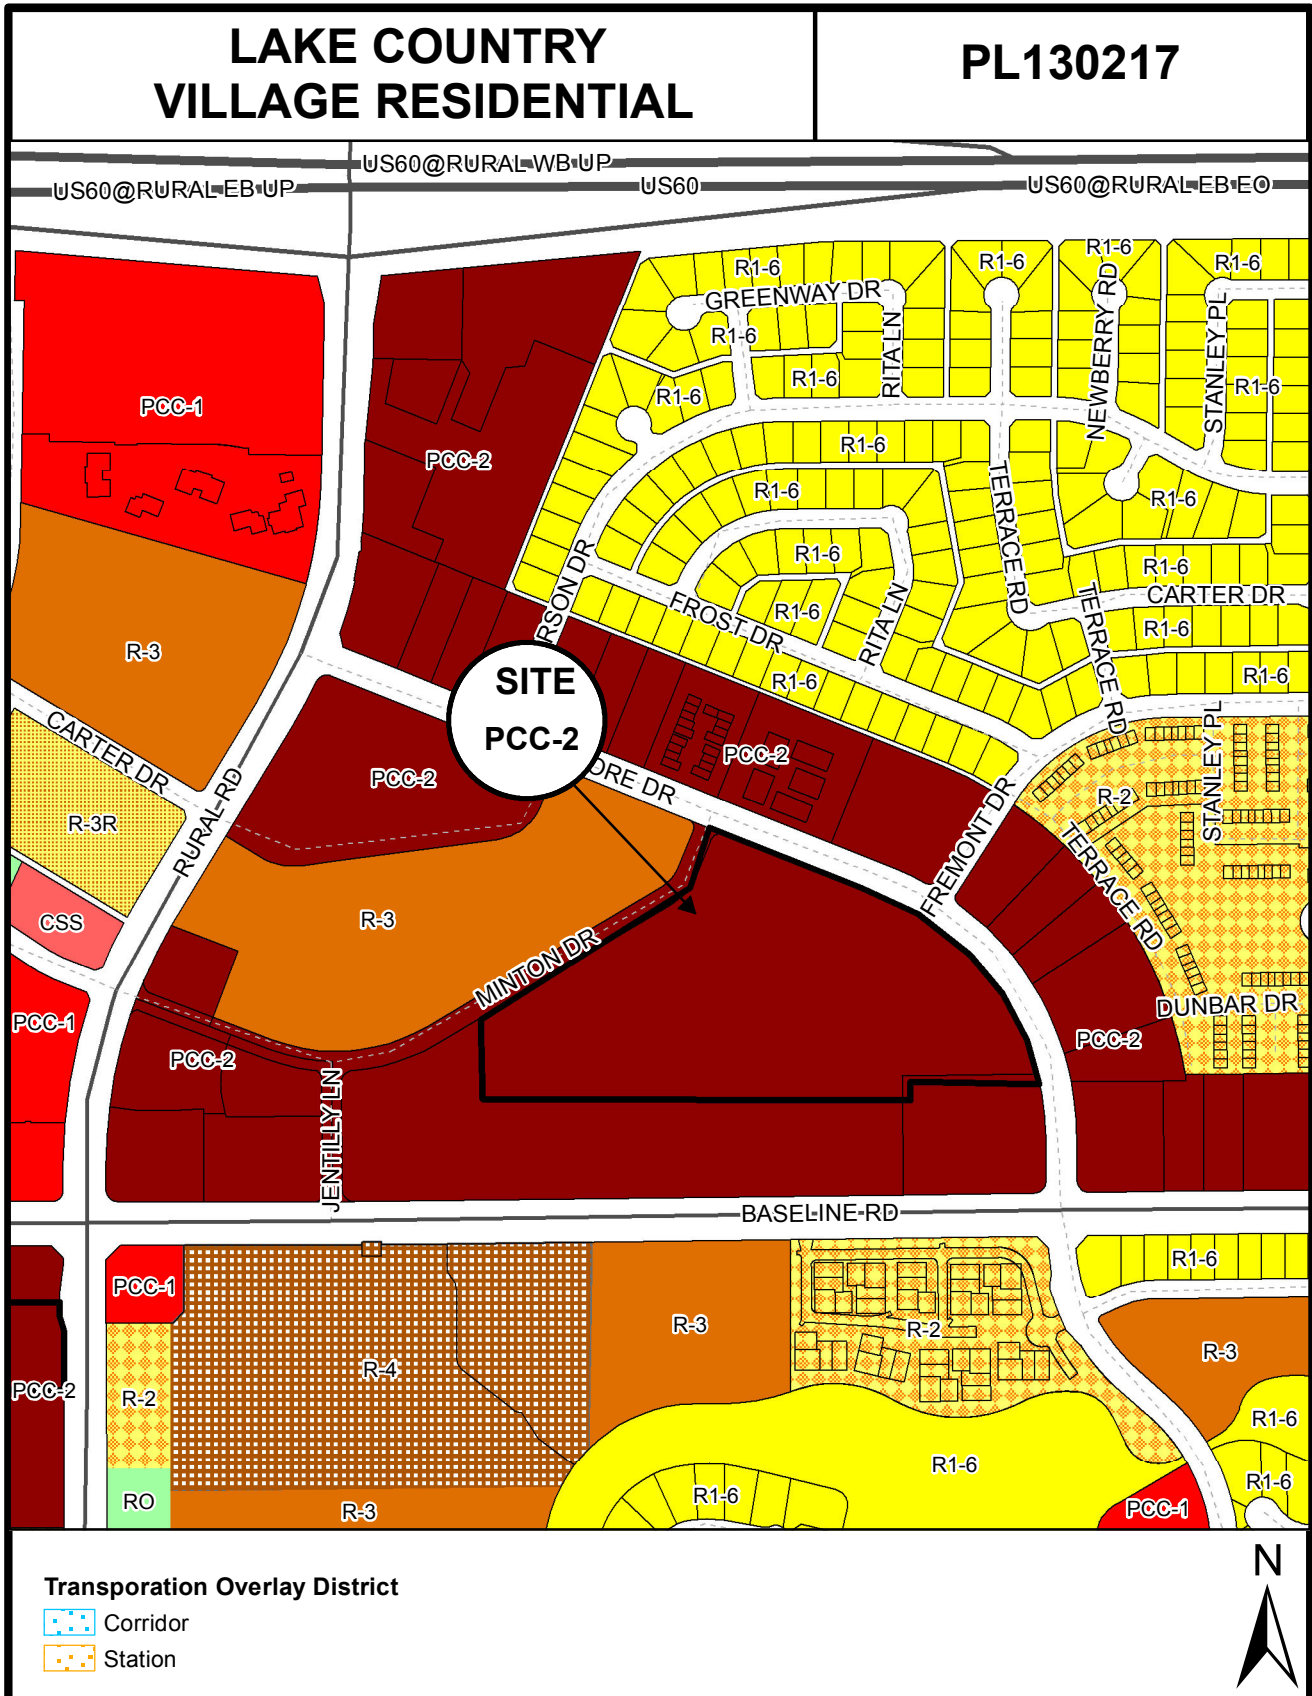 LAKE COUNTRY
VILLAGE RESIDENTIAL
PL130217
US60@RURAL WB UP
US60@RURAL EB UP
US60
US60@RURAL EB EO
R1-6
R1-6
R1-6
R1-6
GREENWAY DR
R1-6
RITA LN
NEWBERRY RD
STANLEY PL
R1-6
R1-6
R1-6
PCC-1
R1-6
PCC-2
R1-6
TERRACE RD
R1-6
R1-6
R1-6
CARTER DR
RSON DR
FROST DR
R1-6
RITA LN
TERRACE RD
R1-6
R-3
R1-6
R1-6
SITE
PCC-2
CARTER DR
PCC-2
ORE DR
PCC-2
STANLEY PL
R-2
R-3R
RURAL RD
FREMONT DR
TERRACE RD
CSS
R-3
MINTON DR
DUNBAR DR
PCC-1
PCC-2
PCC-2
JENTILLY LN
BASELINE RD
PCC-1
R1-6
R-3
R-2
R-3
R-4
PCC-2
R-2
R1-6
R1-6
R1-6
R1-6
RO
R-3
PCC-1
Transporation Overlay District
Corridor
Station
N